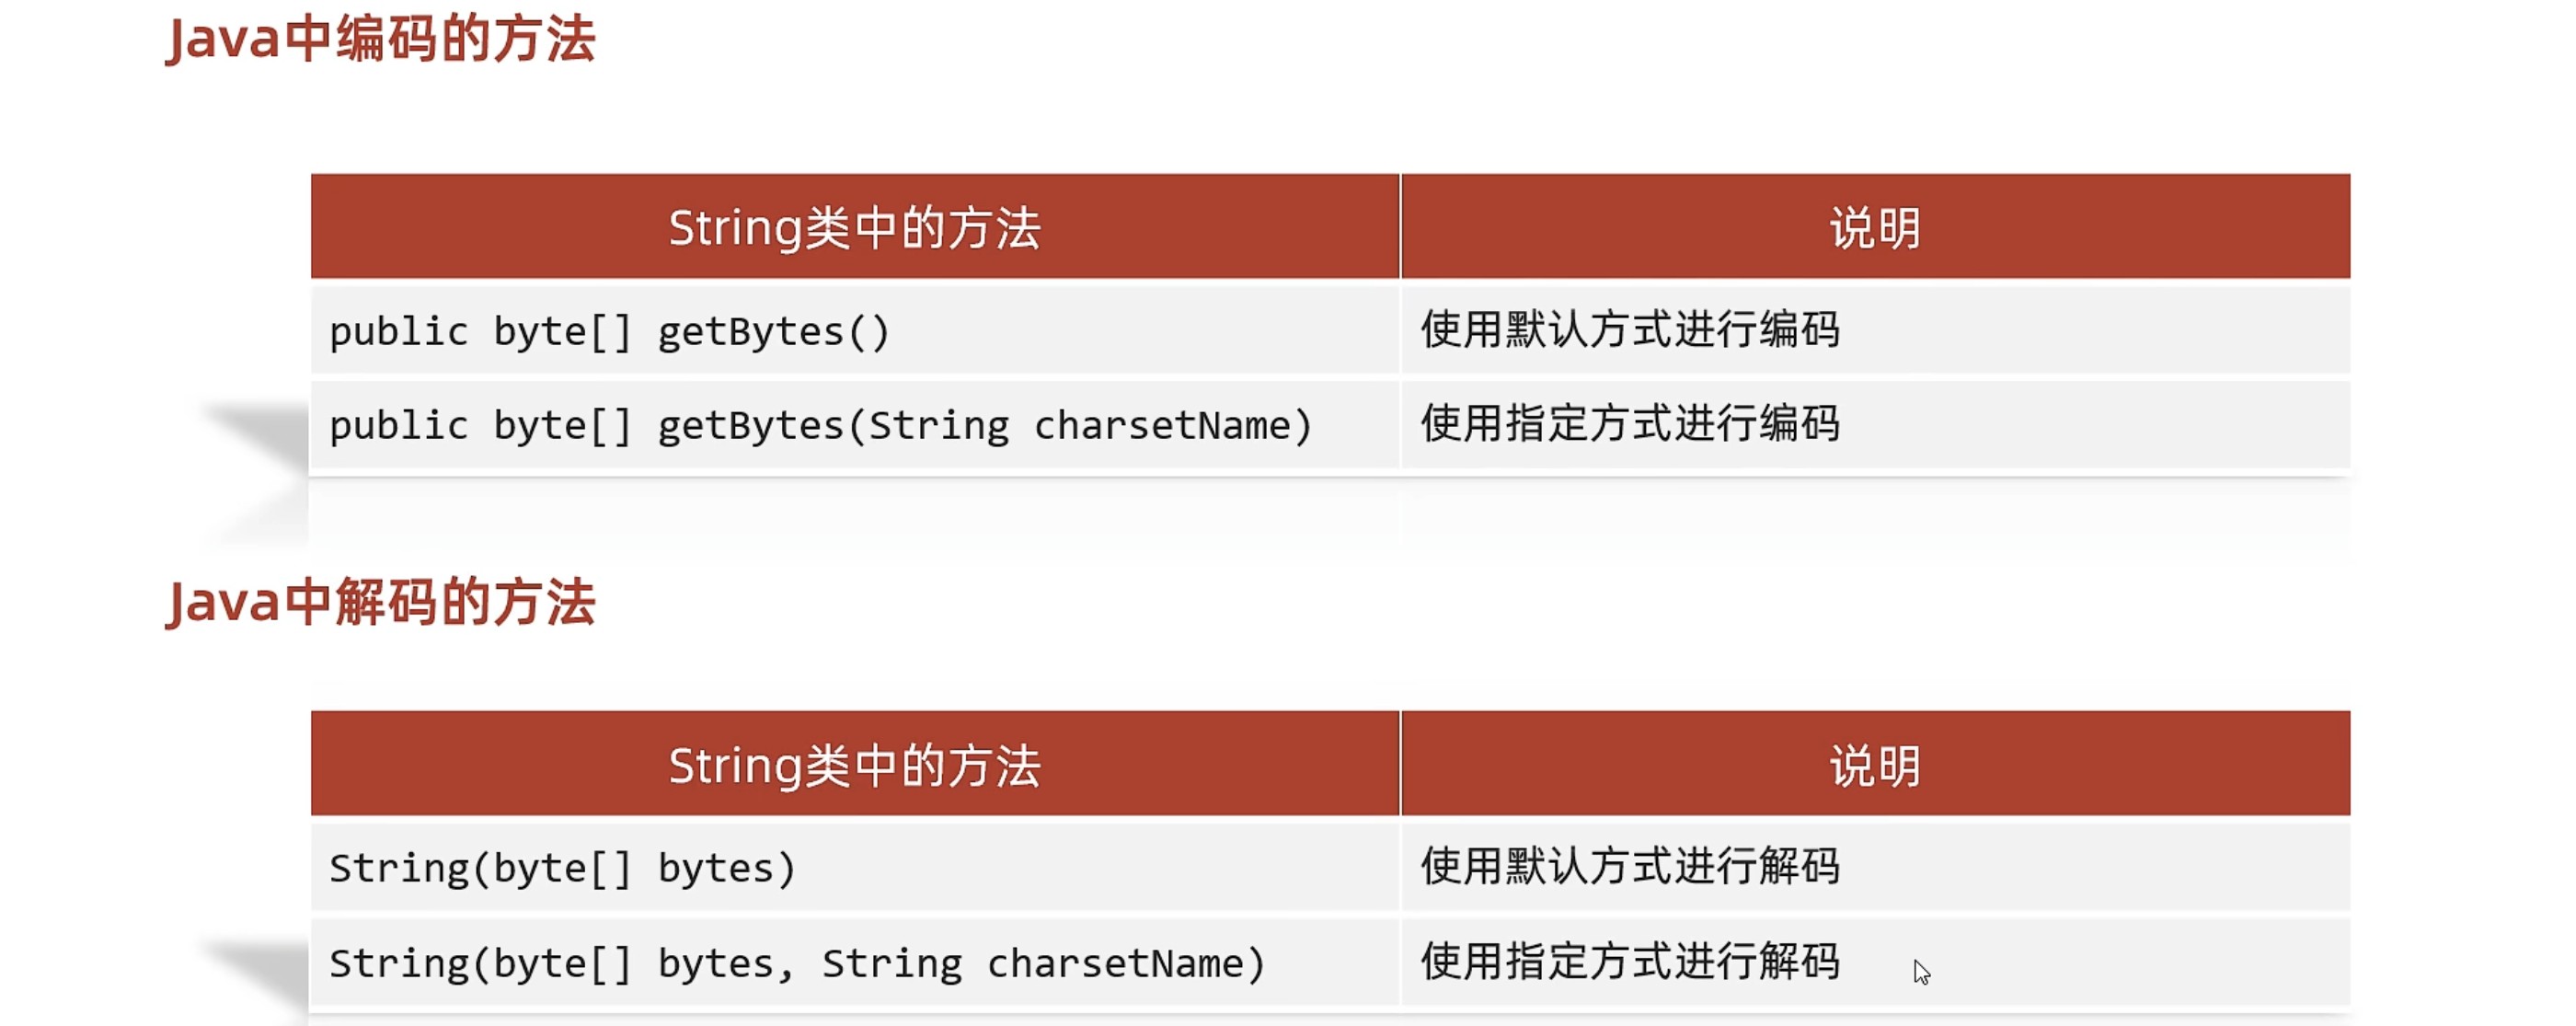 Java中编码的方法
String类中的方法 说明
public byte[] getBytes() 使用默认方式进行编码
public byte[] getBytes(String charsetName) 使用指定方式进行编码
Java中解码的方法
String类中的方法 说明
String(byte[] bytes) 使用默认方式进行解码
String(byte[] bytes, String charsetName) 使用指定方式进行解码